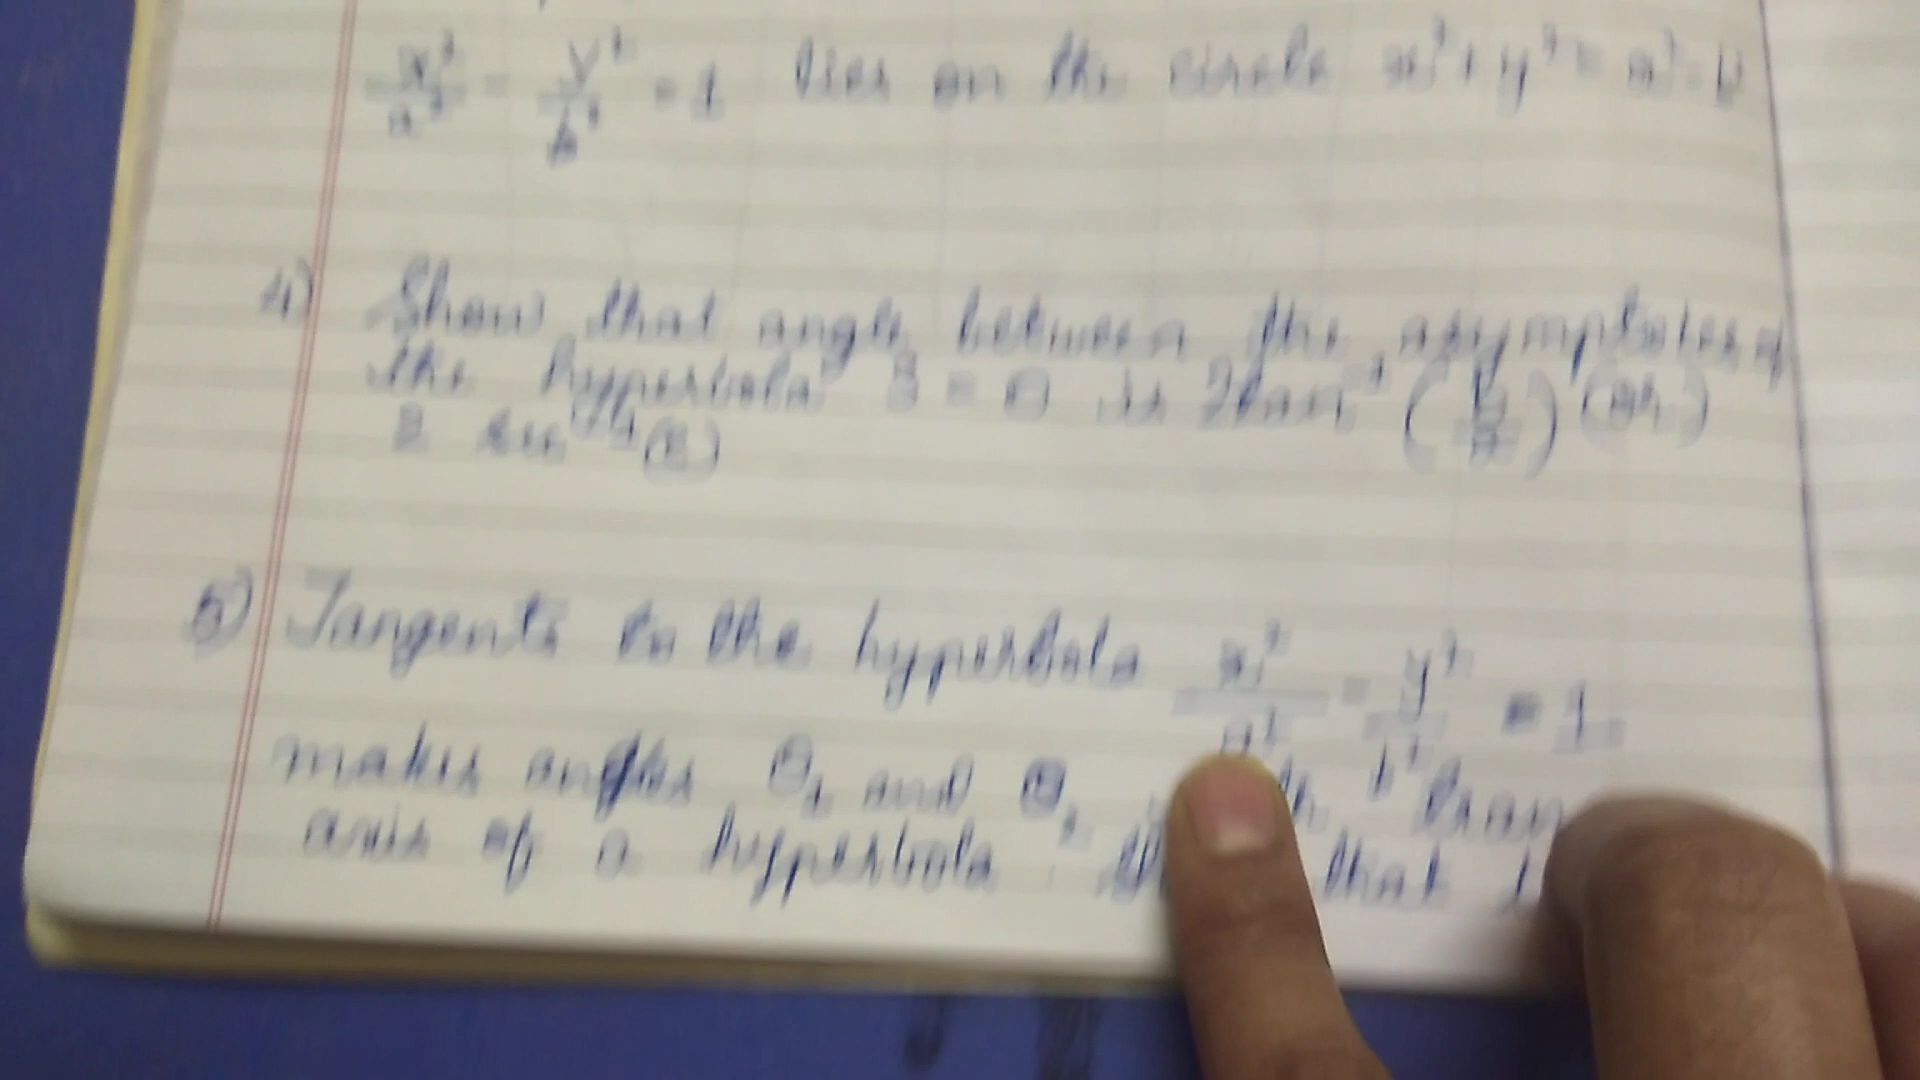 x²/a² - y²/b² = 1 lies on the circle x² + y² = a² - b
4) Show that angle between the asymptotes of
the hyperbola S = 0 is 2tan⁻¹ (b/a) (or)
2 sec⁻¹(e)
5) Tangents to the hyperbola x²/a² - y²/b² = 1
makes angles θ₁ and θ₂ tran
axis of a hyperbola that